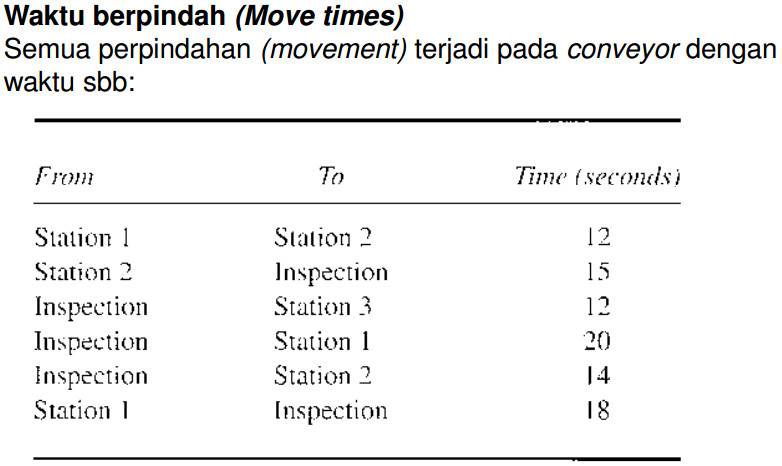 Waktu berpindah (Move times)
Semua perpindahan (movement) terjadi pada conveyor dengan
waktu sbb:
From To Time (seconds)
Station 1 Station 2 12
Station 2 Inspection 15
Inspection Station 3 12
Inspection Station 1 20
Inspection Station 2 14
Station 1 Inspection 18